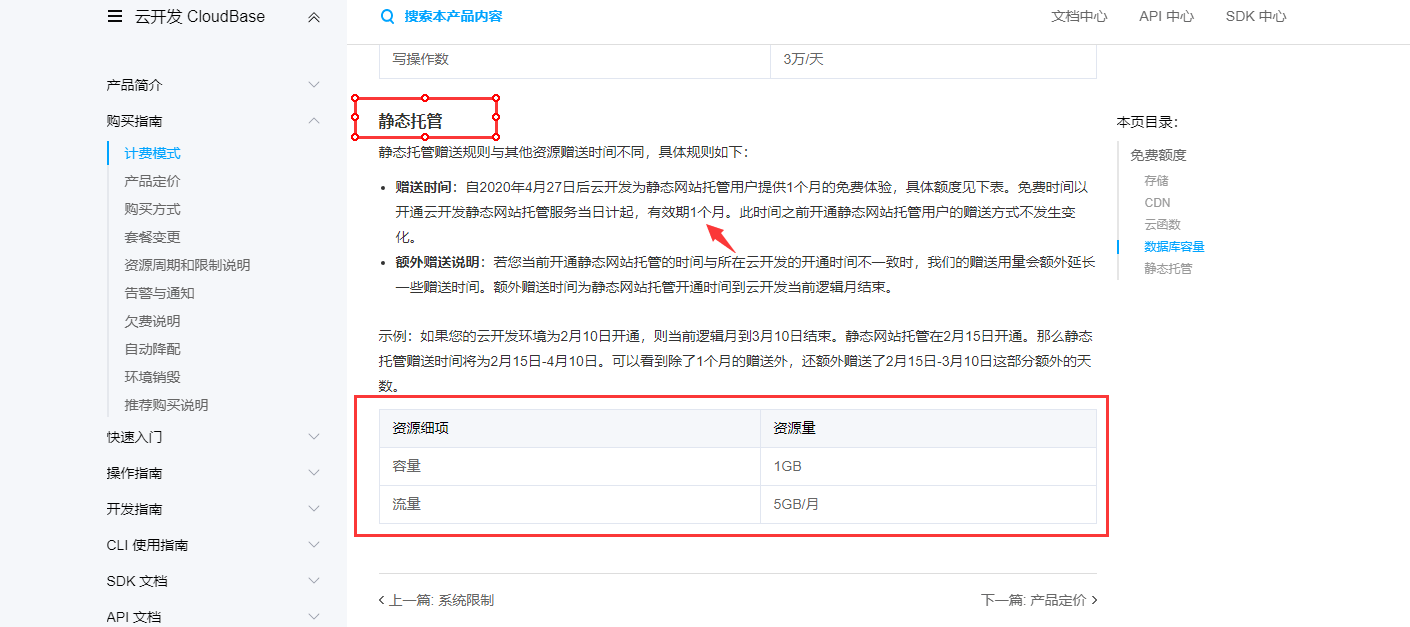 云开发 CloudBase
搜索本产品内容
文档中心
API 中心
SDK 中心
产品简介
购买指南
计费模式
产品定价
购买方式
套餐变更
资源周期和限制说明
告警与通知
欠费说明
自动降配
环境销毁
推荐购买说明
快速入门
操作指南
开发指南
CLI 使用指南
SDK 文档
API 文档
写操作数
3万/天
静态托管
静态托管赠送规则与其他资源赠送时间不同，具体规则如下：
赠送时间：自2020年4月27日后云开发为静态网站托管用户提供1个月的免费体验，具体额度见下表。免费时间以
开通云开发静态网站托管服务当日计起，有效期1个月。此时间之前开通静态网站托管用户的赠送方式不发生变
化。
额外赠送说明：若您当前开通静态网站托管的时间与所在云开发的开通时间不一致时，我们的赠送用量会额外延长
一些赠送时间。额外赠送时间为静态网站托管开通时间到云开发当前逻辑月结束。
示例：如果您的云开发环境为2月10日开通，则当前逻辑月到3月10日结束。静态网站托管在2月15日开通。那么静态
托管赠送时间将为2月15日-4月10日。可以看到除了1个月的赠送外，还额外赠送了2月15日-3月10日这部分额外的天
数。
资源细项
资源量
容量
1GB
流量
5GB/月
上一篇: 系统限制
下一篇: 产品定价
本页目录：
免费额度
存储
CDN
云函数
数据库容量
静态托管